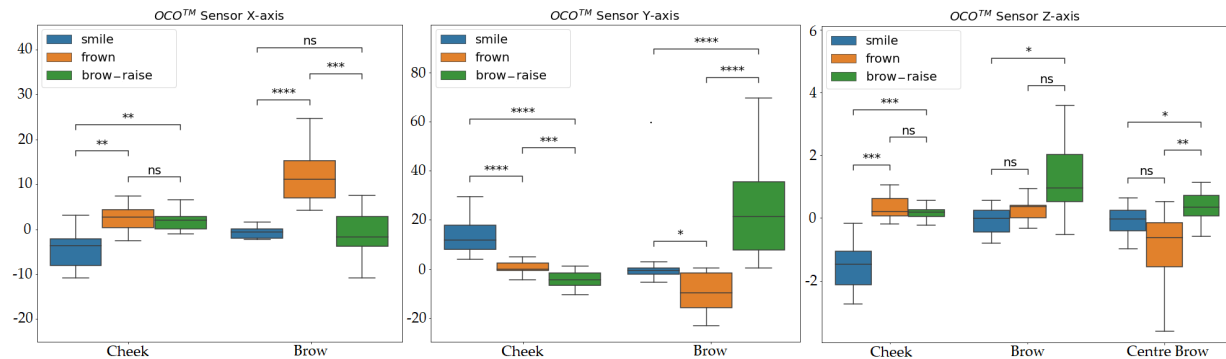 OCO™ Sensor X-axis
smile
frown
brow−raise
40
30
20
10
0
-10
-20
ns
***
****
**
**
ns
Cheek
Brow
OCO™ Sensor Y-axis
smile
frown
brow−raise
80
60
40
20
0
-20
****
****
****
***
****
*
Cheek
Brow
OCO™ Sensor Z-axis
smile
frown
brow−raise
6
4
2
0
-2
*
ns
***
ns
***
ns
*
**
ns
Cheek
Brow
Centre Brow